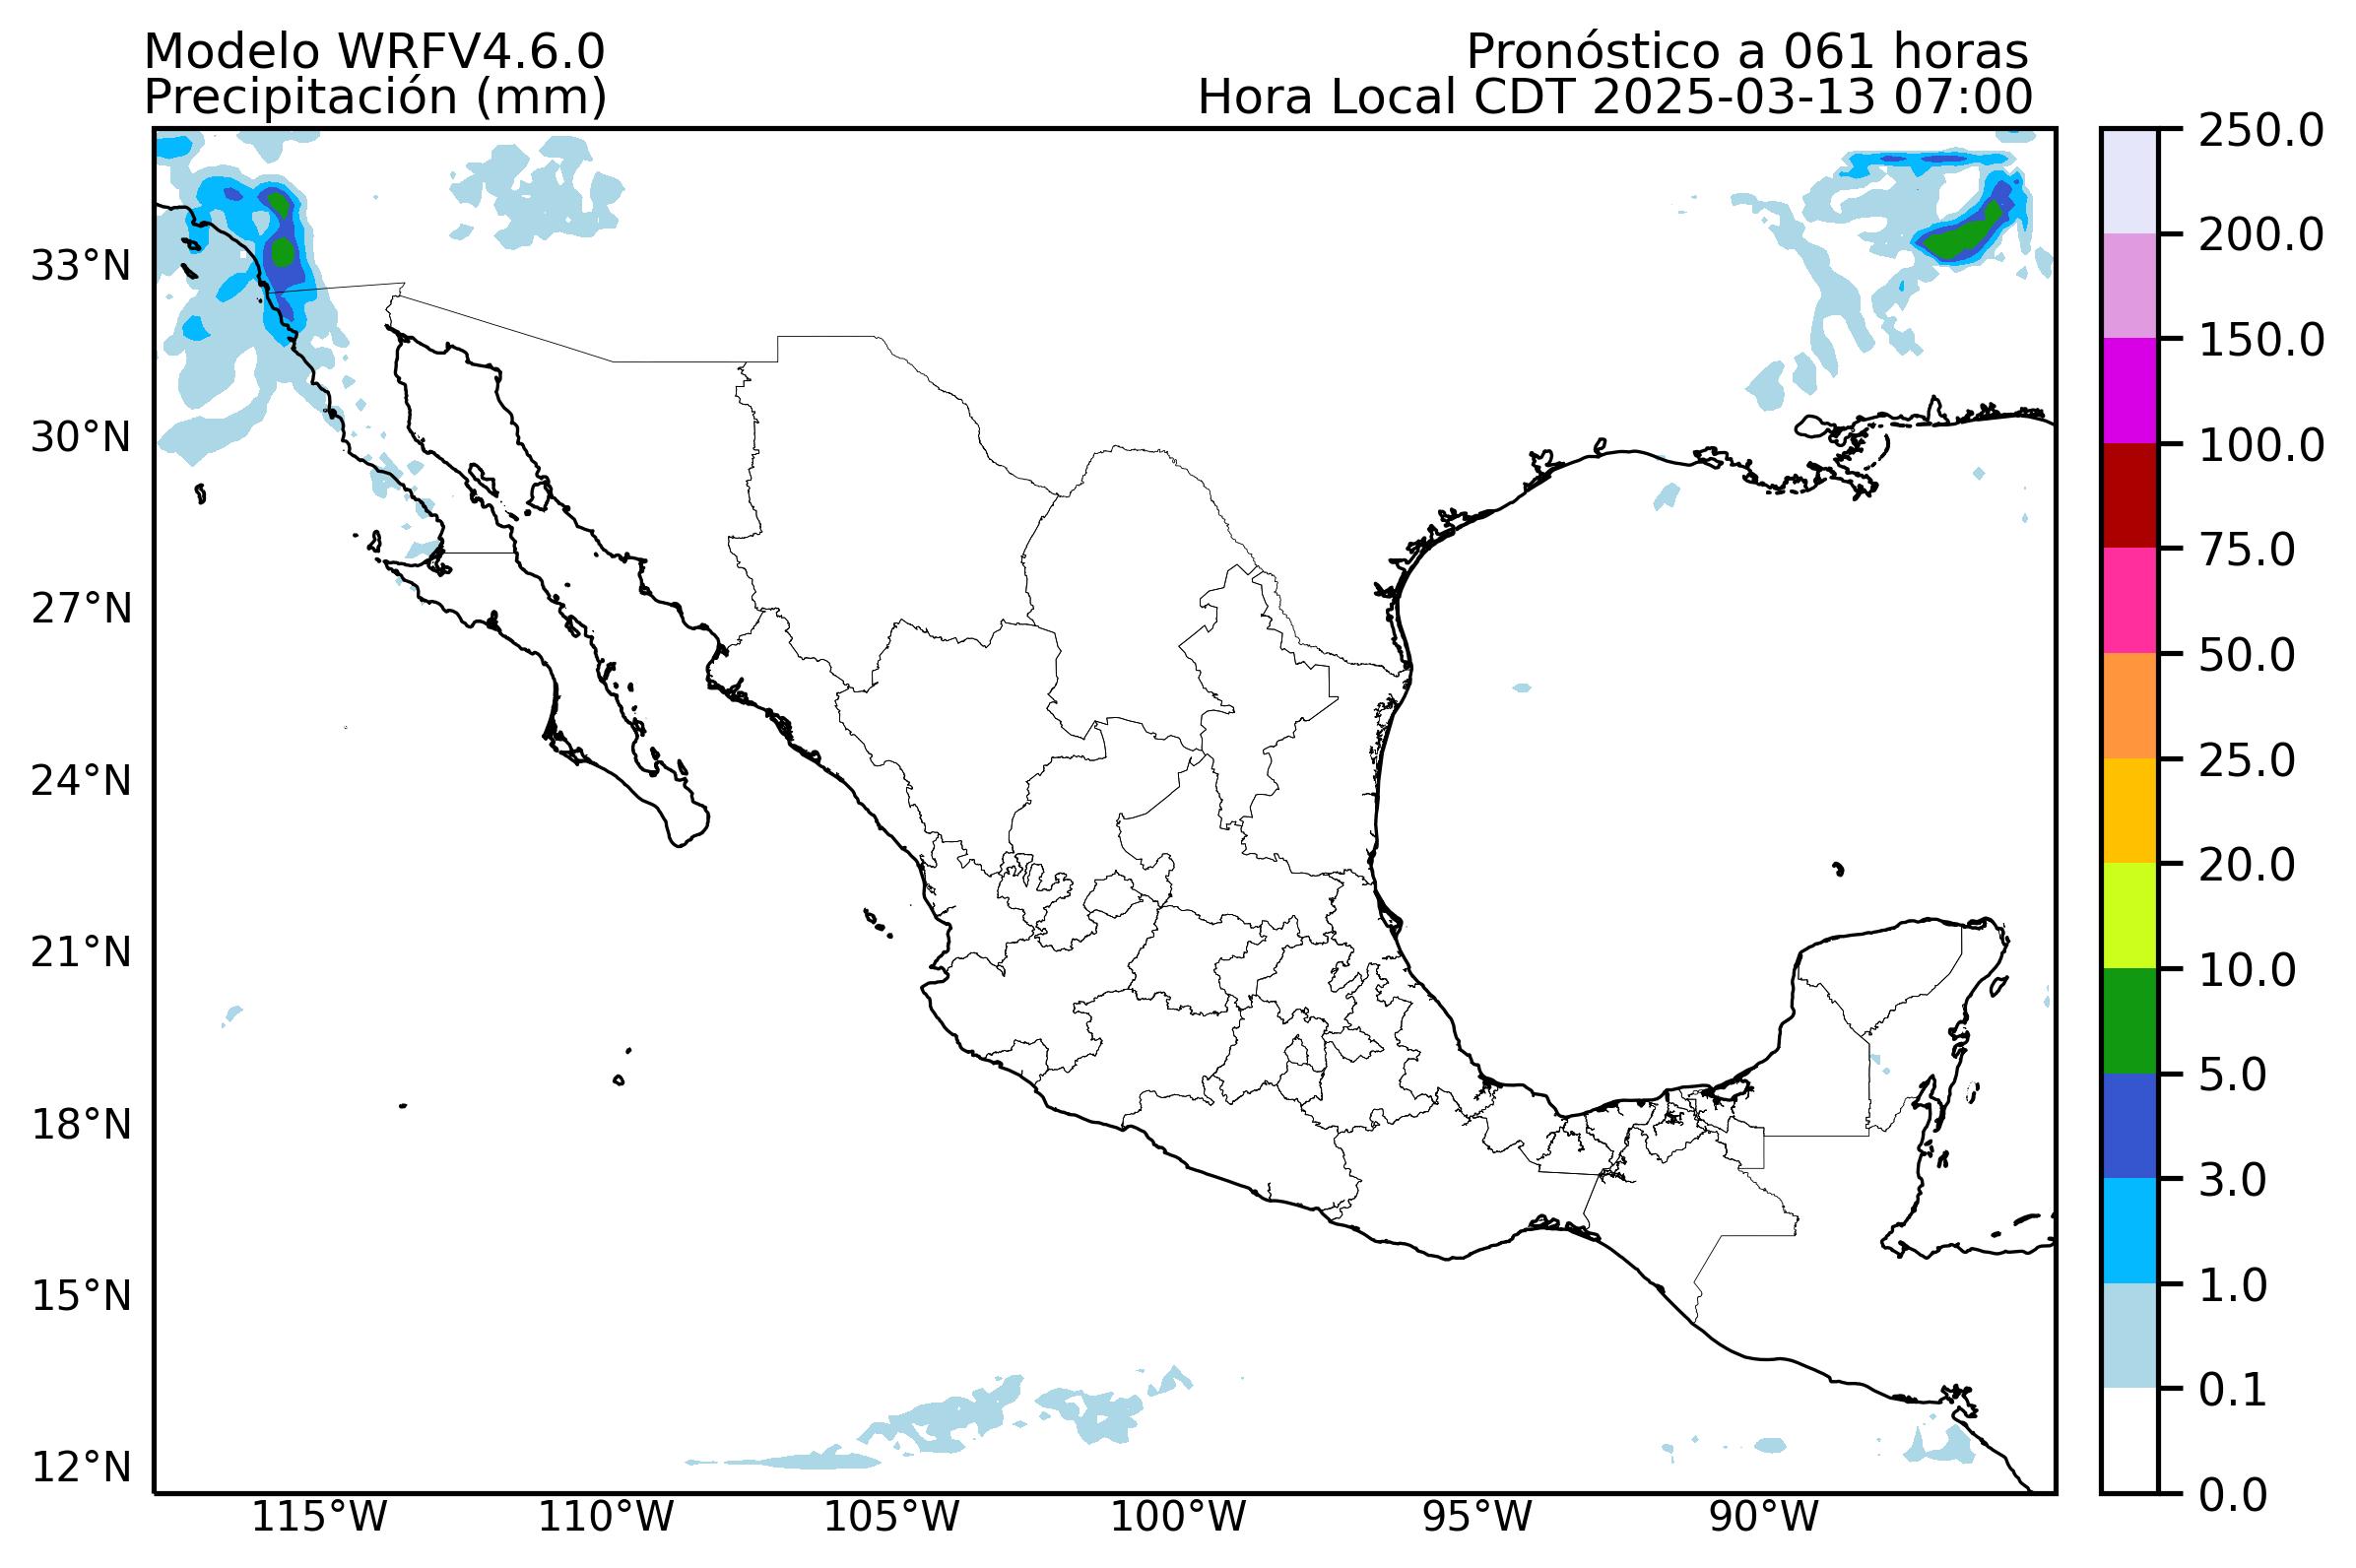 Modelo WRFV4.6.0
Precipitación (mm)
Pronóstico a 061 horas
Hora Local CDT 2025-03-13 07:00
33°N
30°N
27°N
24°N
21°N
18°N
15°N
12°N
115°W
110°W
105°W
100°W
95°W
90°W
250.0
200.0
150.0
100.0
75.0
50.0
25.0
20.0
10.0
5.0
3.0
1.0
0.1
0.0